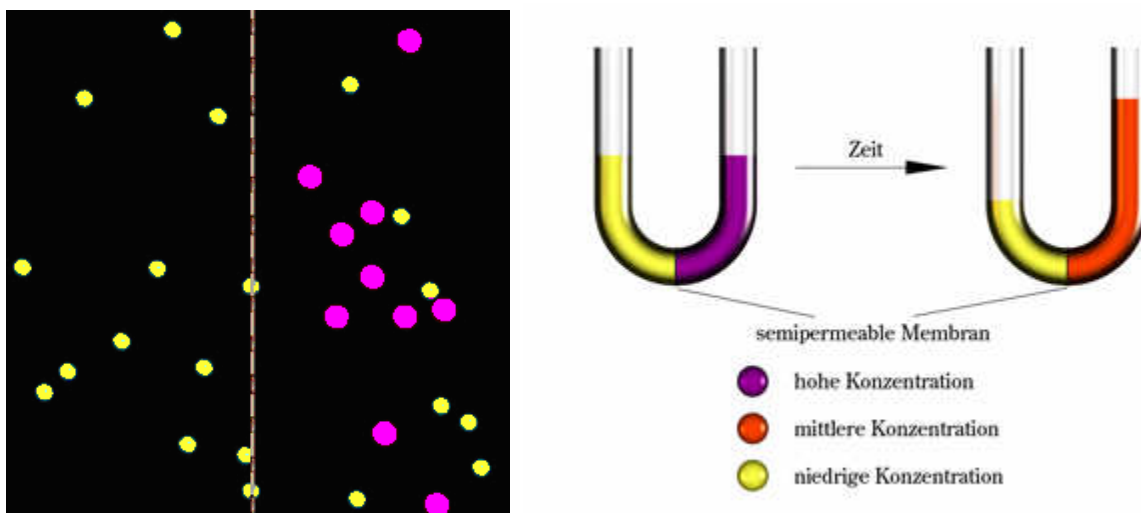 Zeit
semipermeable Membran
hohe Konzentration
mittlere Konzentration
niedrige Konzentration